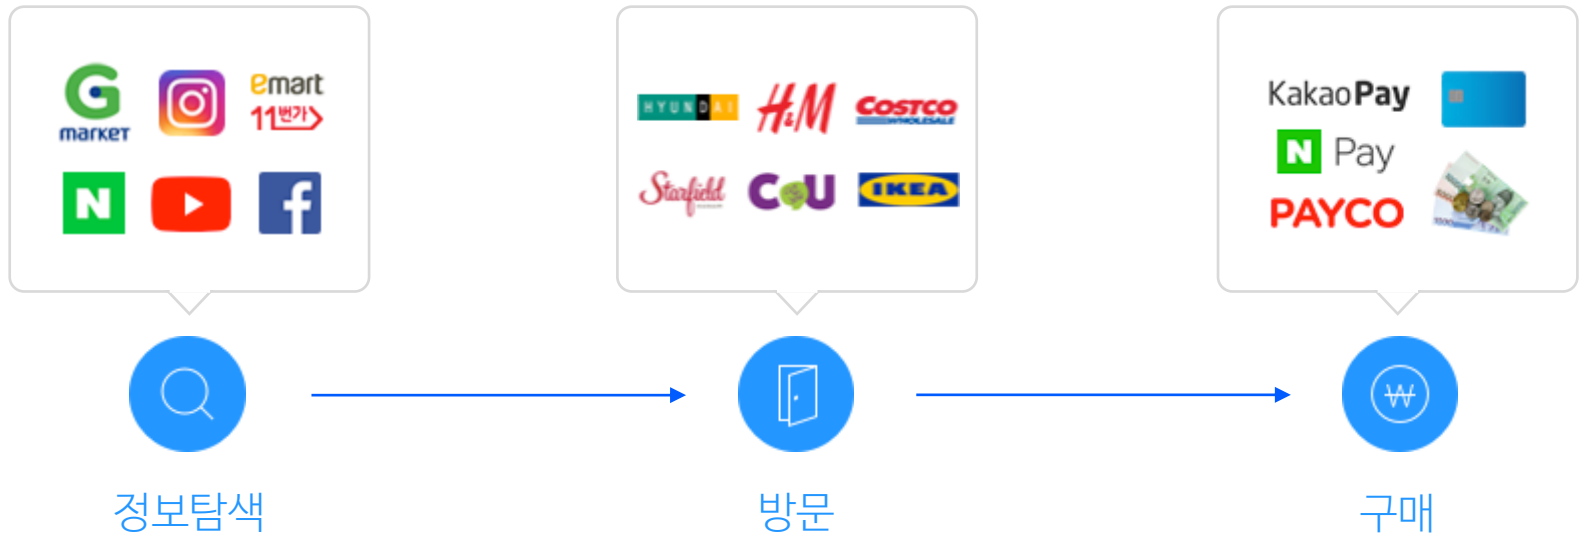 G
market
emart
11번가
N
f
HYUNDAI
H&M
COSTCO
WHOLESALE
Starfield
CU
IKEA
KakaoPay
N Pay
PAYCO
정보탐색
방문
₩
구매